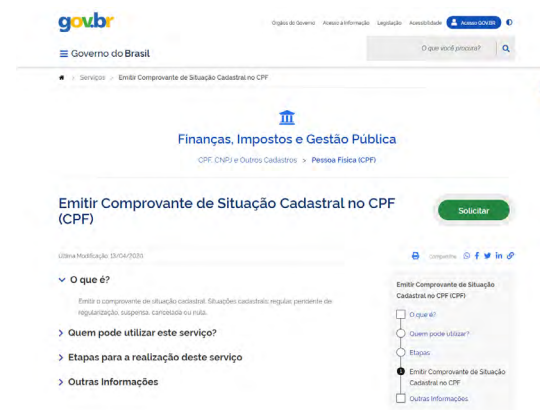 gov.br
Órgãos do Governo Acesso à Informação Legislação Acessibilidade Acesso GOV.BR
Governo do Brasil
O que você procura?
Serviços > Emitir Comprovante de Situação Cadastral no CPF
Finanças, Impostos e Gestão Pública
CPF, CNPJ e Outros Cadastros > Pessoa Física (CPF)
Emitir Comprovante de Situação Cadastral no CPF
(CPF)
Solicitar
Última Modificação: 13/04/2020
Compartilhe:
O que é?
Emitir o comprovante de situação cadastral. Situações cadastrais: regular, pendente de
regularização, suspensa, cancelada ou nula.
Quem pode utilizar este serviço?
Etapas para a realização deste serviço
Outras Informações
Emitir Comprovante de Situação
Cadastral no CPF (CPF)
O que é?
Quem pode utilizar?
Etapas
1 Emitir Comprovante de Situação
Cadastral no CPF
Outras Informações